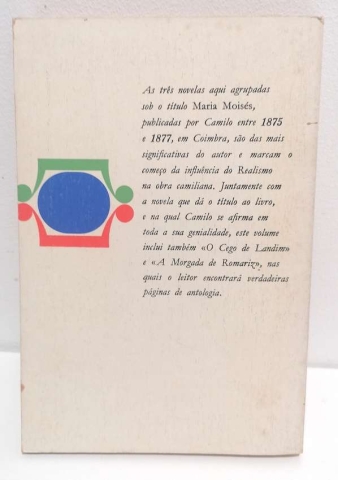 As três novelas aqui agrupadas
sob o título Maria Moisés,
publicadas por Camilo entre 1875
e 1877, em Coimbra, são das mais
significativas do autor e marcam o
começo da influência do Realismo
na obra camiliana. Juntamente com
a novela que dá o título ao livro,
e na qual Camilo se afirma em
toda a sua genialidade, este volume
inclui também «O Cego de Landim»
e «A Morgada de Romariz», nas
quais o leitor encontrará verdadeiras
páginas de antologia.